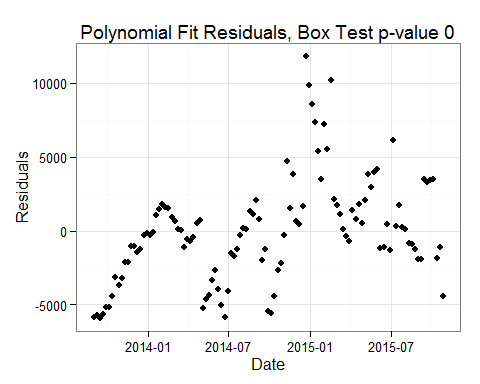 Polynomial Fit Residuals, Box Test p-value 0
Residuals
10000
5000
0
-5000
2014-01 2014-07 2015-01 2015-07
Date